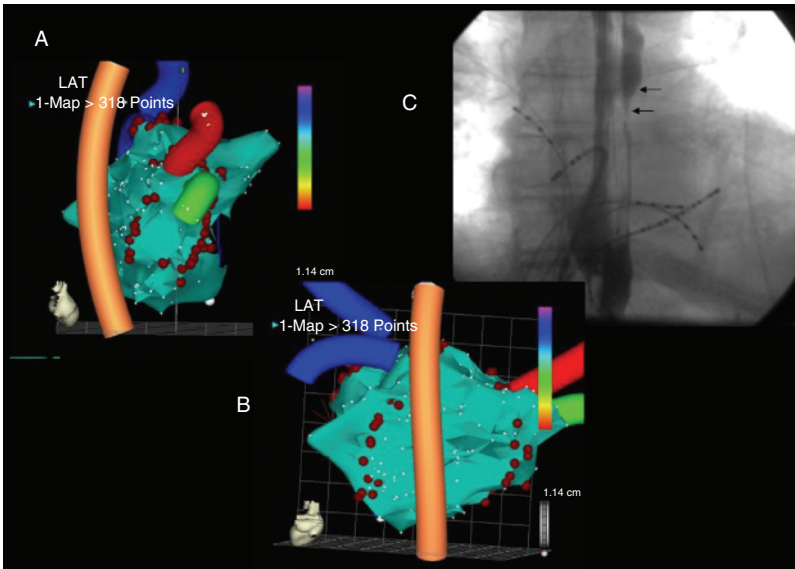 A
LAT
1-Map > 318 Points
1.14 cm
C
LAT
1-Map > 318 Points
B
1.14 cm